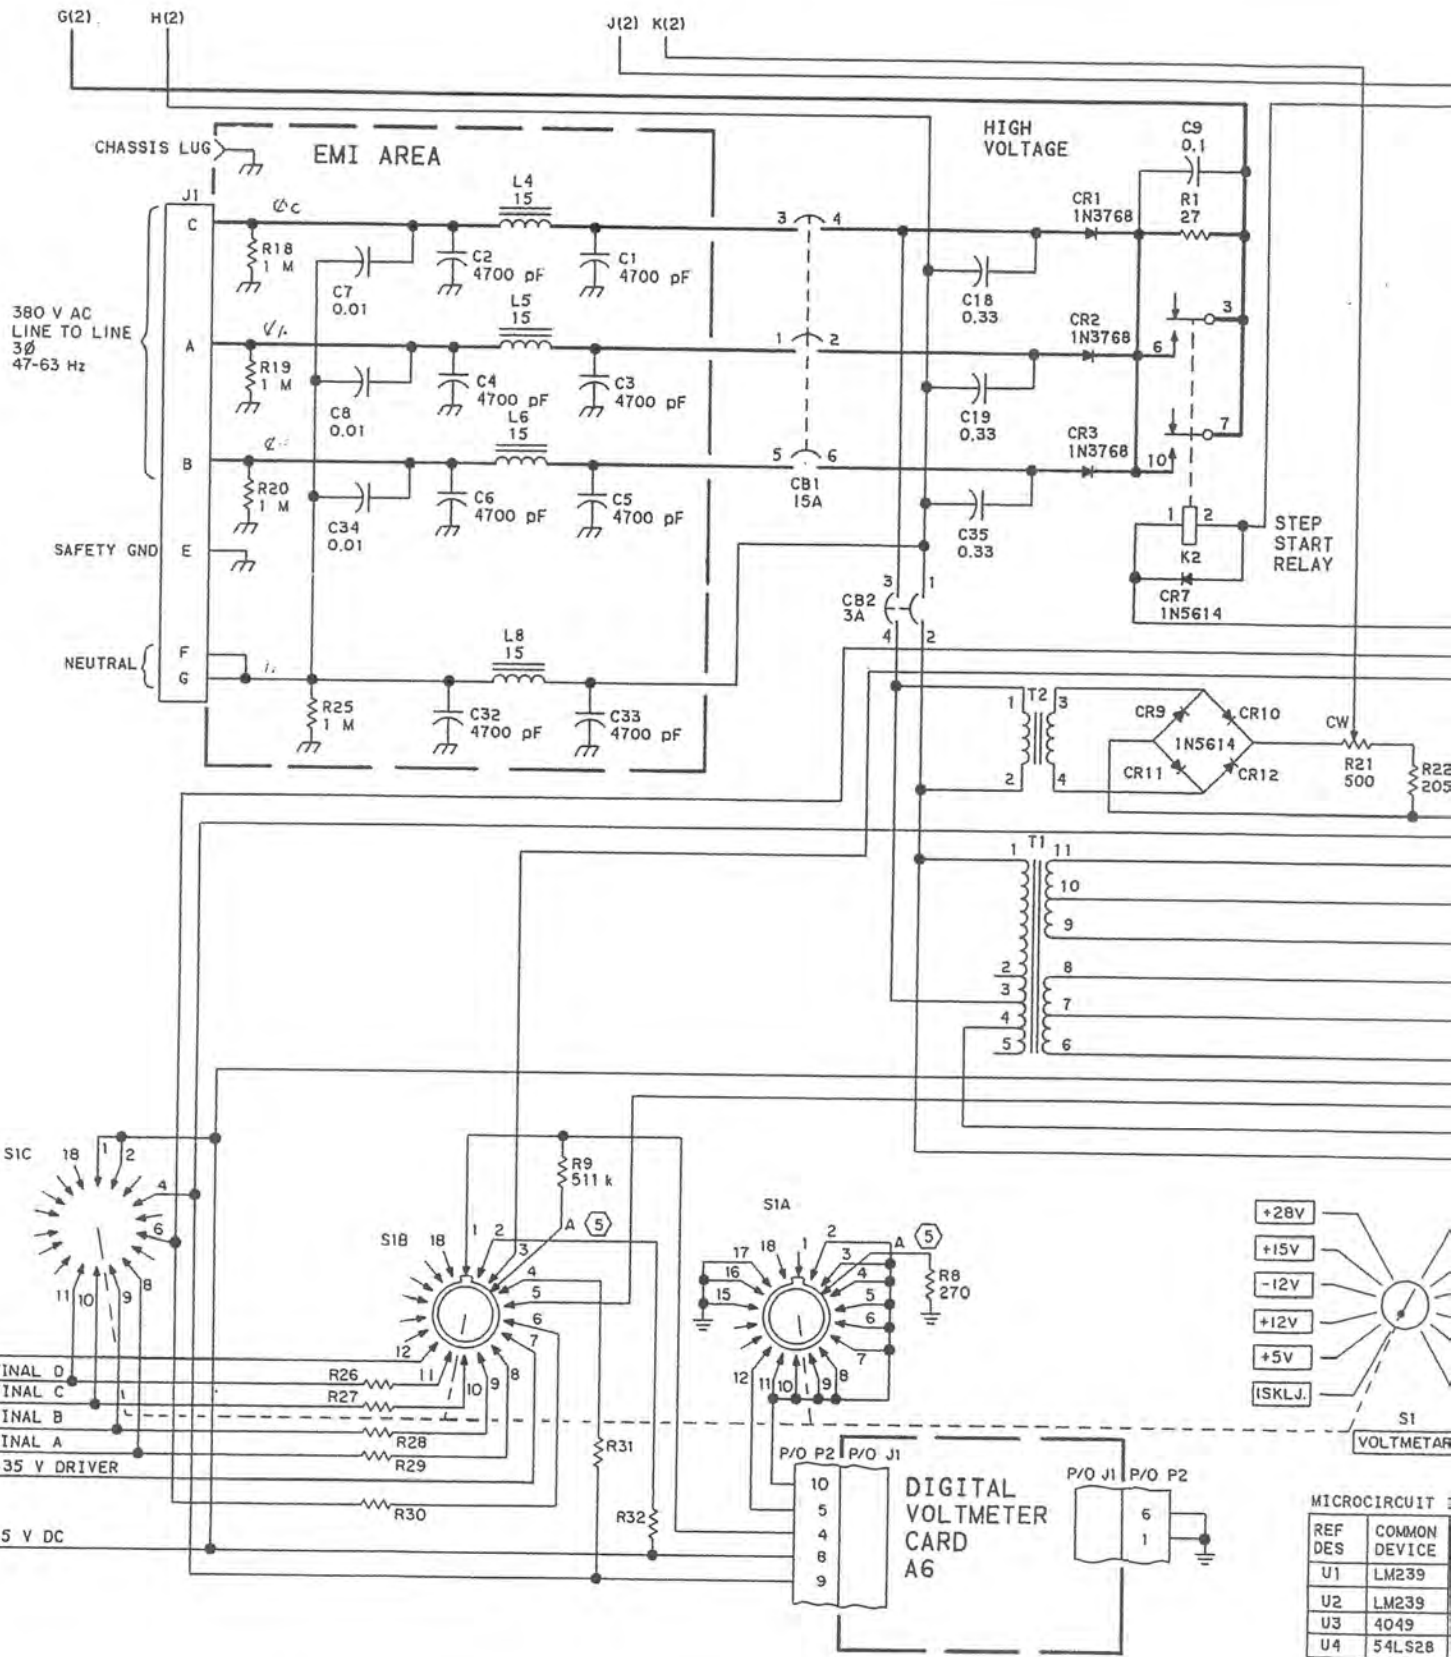 G(2) H(2) J(2) K(2)
CHASSIS LUG
EMI AREA
HIGH
VOLTAGE
C9
0.1
J1
C
L4
15
3 4
CR1
1N3768
R1
27
R18
1 M
C7
0.01
C2
4700 pF
C1
4700 pF
C18
0.33
380 V AC
LINE TO LINE
3Ø
47-63 Hz
A
L5
15
1 2
CR2
1N3768
3
6
R19
1 M
C8
0.01
C4
4700 pF
C3
4700 pF
C19
0.33
B
L6
15
5 6
CB1
15A
CR3
1N3768
7
10
R20
1 M
C34
0.01
C6
4700 pF
C5
4700 pF
C35
0.33
1 2
K2
STEP
START
RELAY
SAFETY GND E
CR7
1N5614
CB2
3A
3 1
4 2
NEUTRAL
F
G
L8
15
R25
1 M
C32
4700 pF
C33
4700 pF
1 T2 3
2 4
CR9 CR10
1N5614
CR11 CR12
CW
R21
500
R22
205
T1
1 11
10
9
2 8
3 7
4
5 6
S1C
18 1 2
4
6
8
9
10
11
R9
511 k
A 5
S1B
18 1 2
3
4
5
6
7
8
9
10
11
12
S1A
17 18 1 2
16 3
15 4
5
6
7
8
9
10
11
12
A 5
R8
270
+28V
+15V
-12V
+12V
+5V
ISKLJ.
S1
VOLTMETAR
INAL D
INAL C
INAL B
INAL A
35 V DRIVER
5 V DC
R26
R27
R28
R29
R30
R31
R32
P/O P2 P/O J1
10
5
4
8
9
DIGITAL
VOLTMETER
CARD
A6
P/O J1 P/O P2
6
1
MICROCIRCUIT
REF
DES
COMMON
DEVICE
U1 LM239
U2 LM239
U3 4049
U4 54LS28